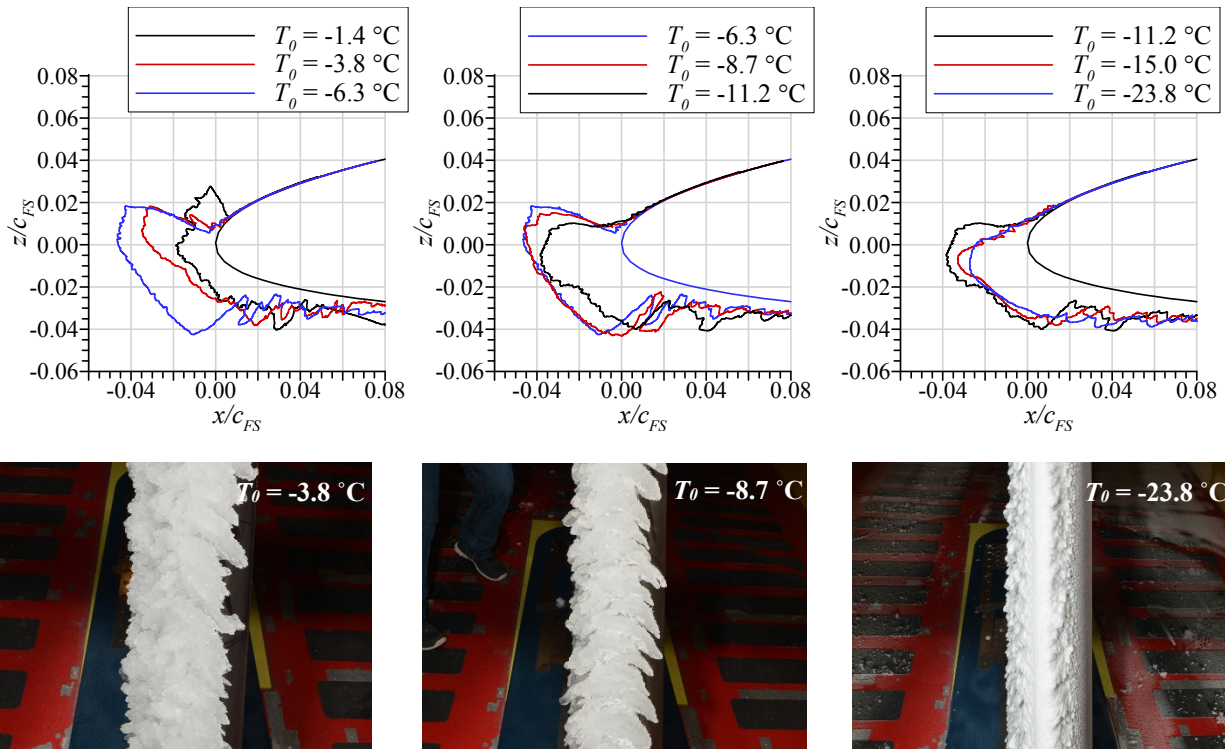 T0 = -1.4 °C
T0 = -3.8 °C
T0 = -6.3 °C
T0 = -6.3 °C
T0 = -8.7 °C
T0 = -11.2 °C
T0 = -11.2 °C
T0 = -15.0 °C
T0 = -23.8 °C
0.08
0.06
0.04
0.02
0.00
-0.02
-0.04
-0.06
z/cFS
-0.04 0.00 0.04 0.08
x/cFS
0.08
0.06
0.04
0.02
0.00
-0.02
-0.04
-0.06
z/cFS
-0.04 0.00 0.04 0.08
x/cFS
0.08
0.06
0.04
0.02
0.00
-0.02
-0.04
-0.06
z/cFS
-0.04 0.00 0.04 0.08
x/cFS
T0 = -3.8 °C
T0 = -8.7 °C
T0 = -23.8 °C